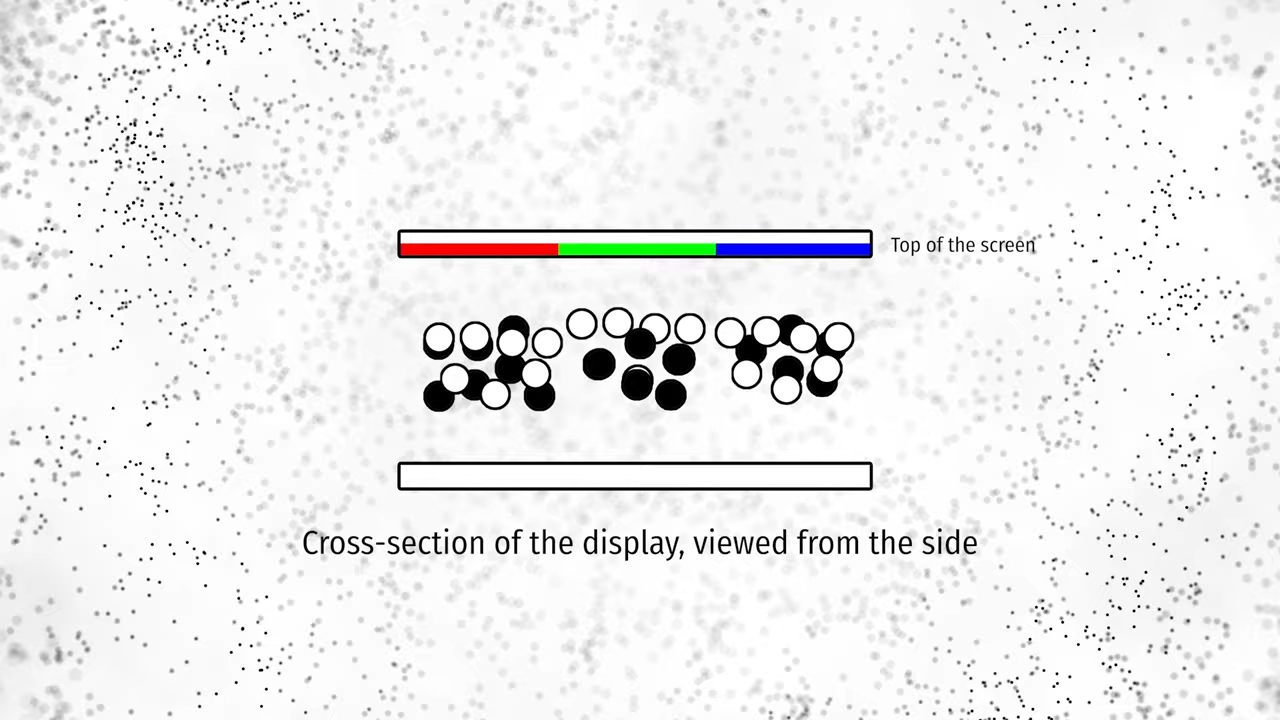 Top of the screen
Cross-section of the display, viewed from the side